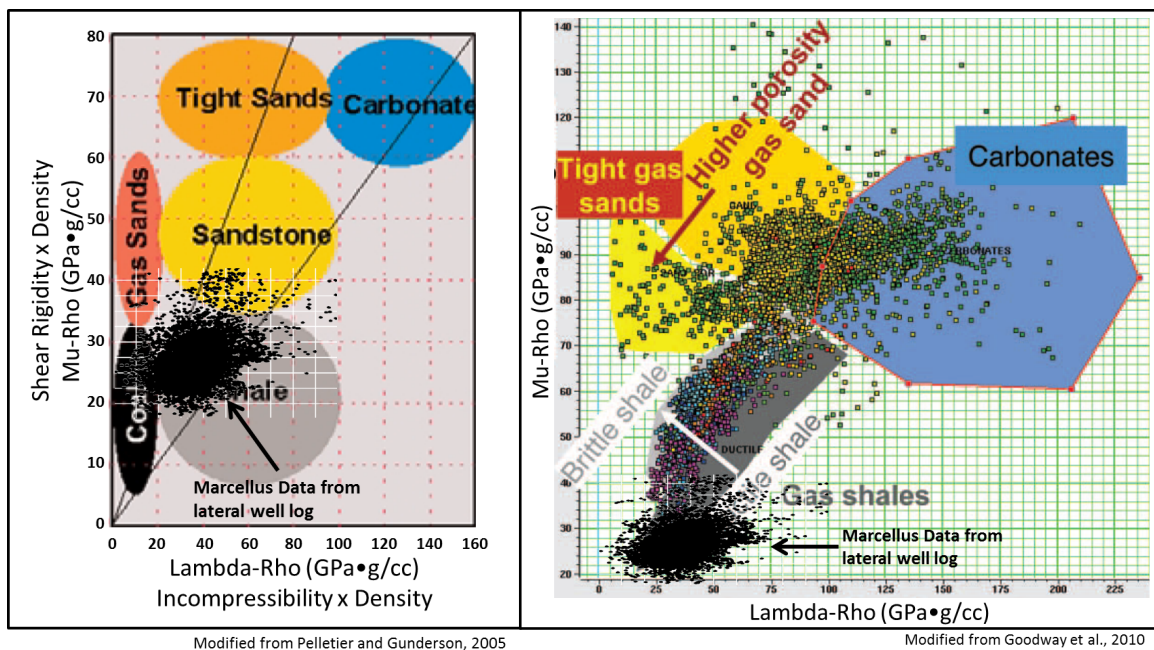 80
70
60
50
40
30
20
10
0
Shear Rigidity x Density
Mu-Rho (GPa•g/cc)
Tight Sands
Carbonate
Gas Sands
Sandstone
Marcellus Data from
lateral well log
0 20 40 60 80 100 120 140 160
Lambda-Rho (GPa•g/cc)
Incompressibility x Density
Modified from Pelletier and Gunderson, 2005
140
120
110
100
90
80
70
60
50
40
30
20
Mu-Rho (GPa•g/cc)
Higher porosity
gas sand
Tight gas
sands
Carbonates
Brittle shale
DUCTILE
shale
Gas shales
Marcellus Data from
lateral well log
0 25 50 75 100 125 150 175 200 225
Lambda-Rho (GPa•g/cc)
Modified from Goodway et al., 2010